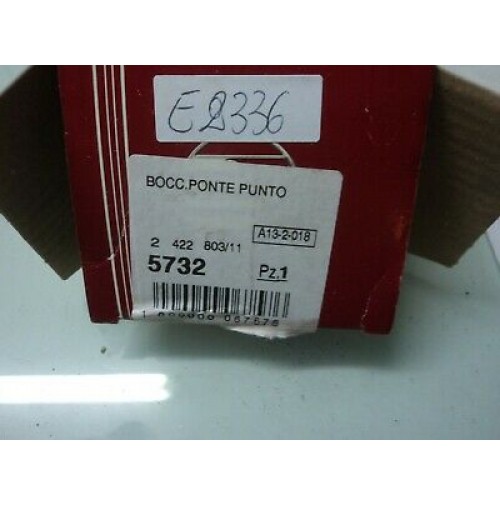 E2336
BOCC.PONTE PUNTO
A13-2-018
2 422 803/11
5732 Pz.1